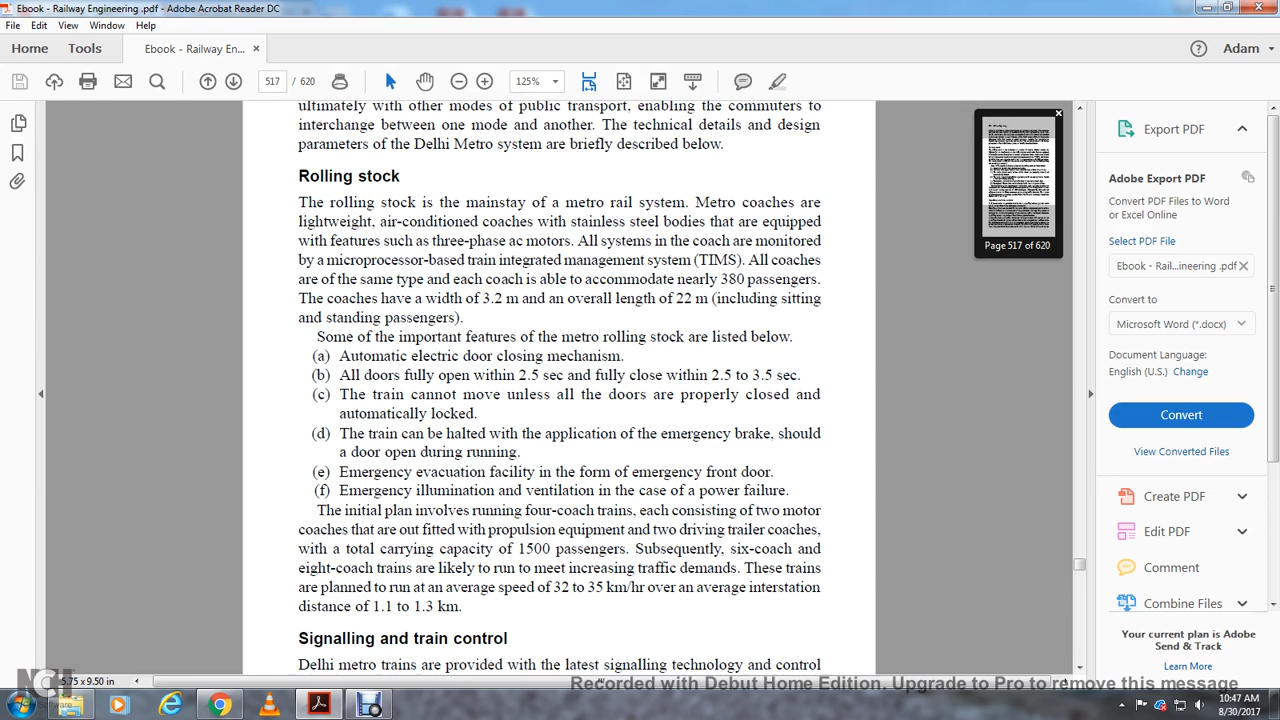 Ebook - Railway Engineering .pdf - Adobe Acrobat Reader DC
File Edit View Window Help
Home Tools Ebook - Railway En... × Adam
517 / 620 125%
ultimately with other modes of public transport, enabling the commuters to
interchange between one mode and another. The technical details and design
parameters of the Delhi Metro system are briefly described below.
Rolling stock
The rolling stock is the mainstay of a metro rail system. Metro coaches are
lightweight, air-conditioned coaches with stainless steel bodies that are equipped
with features such as three-phase ac motors. All systems in the coach are monitored
by a microprocessor-based train integrated management system (TIMS). All coaches
are of the same type and each coach is able to accommodate nearly 380 passengers.
The coaches have a width of 3.2 m and an overall length of 22 m (including sitting
and standing passengers).
Some of the important features of the metro rolling stock are listed below.
(a) Automatic electric door closing mechanism.
(b) All doors fully open within 2.5 sec and fully close within 2.5 to 3.5 sec.
(c) The train cannot move unless all the doors are properly closed and
automatically locked.
(d) The train can be halted with the application of the emergency brake, should
a door open during running.
(e) Emergency evacuation facility in the form of emergency front door.
(f) Emergency illumination and ventilation in the case of a power failure.
The initial plan involves running four-coach trains, each consisting of two motor
coaches that are out fitted with propulsion equipment and two driving trailer coaches,
with a total carrying capacity of 1500 passengers. Subsequently, six-coach and
eight-coach trains are likely to run to meet increasing traffic demands. These trains
are planned to run at an average speed of 32 to 35 km/hr over an average interstation
distance of 1.1 to 1.3 km.
Signalling and train control
Delhi metro trains are provided with the latest signalling technology and control
Page 517 of 620
Export PDF
Adobe Export PDF
Convert PDF Files to Word
or Excel Online
Select PDF File
Ebook - Rail...ineering .pdf ×
Convert to
Microsoft Word (*.docx)
Document Language:
English (U.S.) Change
Convert
View Converted Files
Create PDF
Edit PDF
Comment
Combine Files
Your current plan is Adobe
Send & Track
Learn More
5.75 x 9.50 in
NCH
Software
Recorded with Debut Home Edition. Upgrade to Pro to remove this message
10:47 AM
8/30/2017